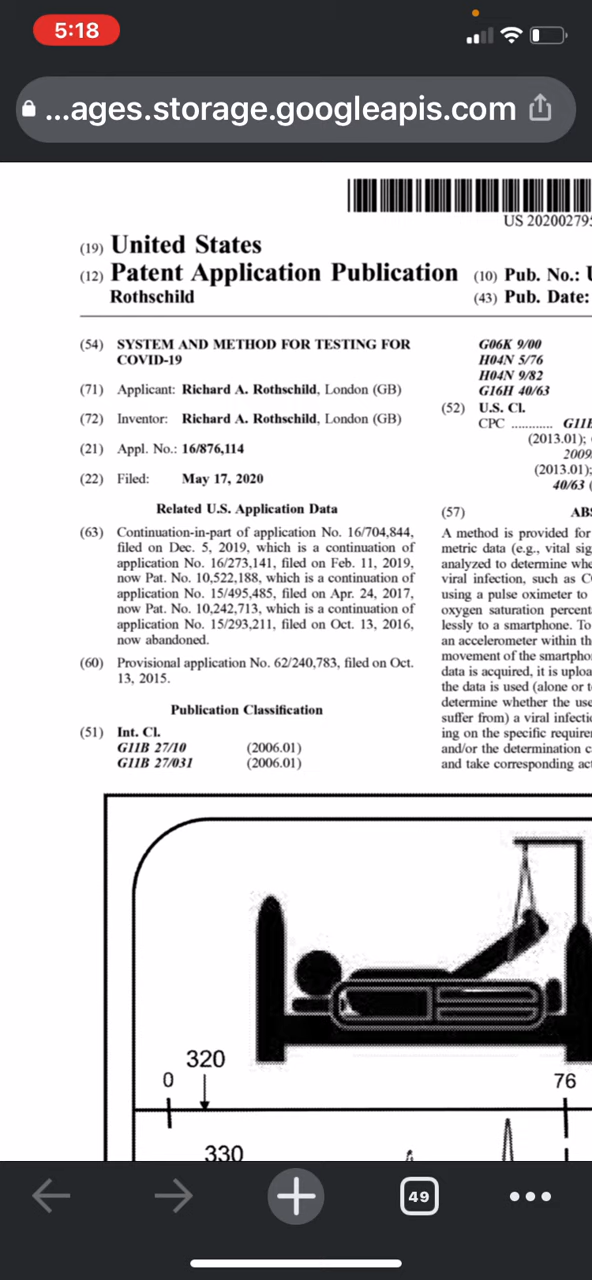 5:18
...ages.storage.googleapis.com
US 202002795
(19) United States
(12) Patent Application Publication
Rothschild
(10) Pub. No.: U
(43) Pub. Date:
(54) SYSTEM AND METHOD FOR TESTING FOR
COVID-19
(71) Applicant: Richard A. Rothschild, London (GB)
(72) Inventor: Richard A. Rothschild, London (GB)
(21) Appl. No.: 16/876,114
(22) Filed: May 17, 2020
Related U.S. Application Data
(63) Continuation-in-part of application No. 16/704,844,
filed on Dec. 5, 2019, which is a continuation of
application No. 16/273,141, filed on Feb. 11, 2019,
now Pat. No. 10,522,188, which is a continuation of
application No. 15/495,485, filed on Apr. 24, 2017,
now Pat. No. 10,242,713, which is a continuation of
application No. 15/293,211, filed on Oct. 13, 2016,
now abandoned.
(60) Provisional application No. 62/240,783, filed on Oct.
13, 2015.
Publication Classification
(51) Int. Cl.
G11B 27/10 (2006.01)
G11B 27/031 (2006.01)
G06K 9/00
H04N 5/76
H04N 9/82
G16H 40/63
(52) U.S. Cl.
CPC ............ G11B
(2013.01);
2009
(2013.01);
40/63 (
(57) ABS
A method is provided for
metric data (e.g., vital sig
analyzed to determine whe
viral infection, such as CO
using a pulse oximeter to
oxygen saturation percent
lessly to a smartphone. To
an accelerometer within th
movement of the smartpho
data is acquired, it is uploa
the data is used (alone or t
determine whether the use
suffer from) a viral infectio
ing on the specific require
and/or the determination c
and take corresponding act
320
0
76
330
49